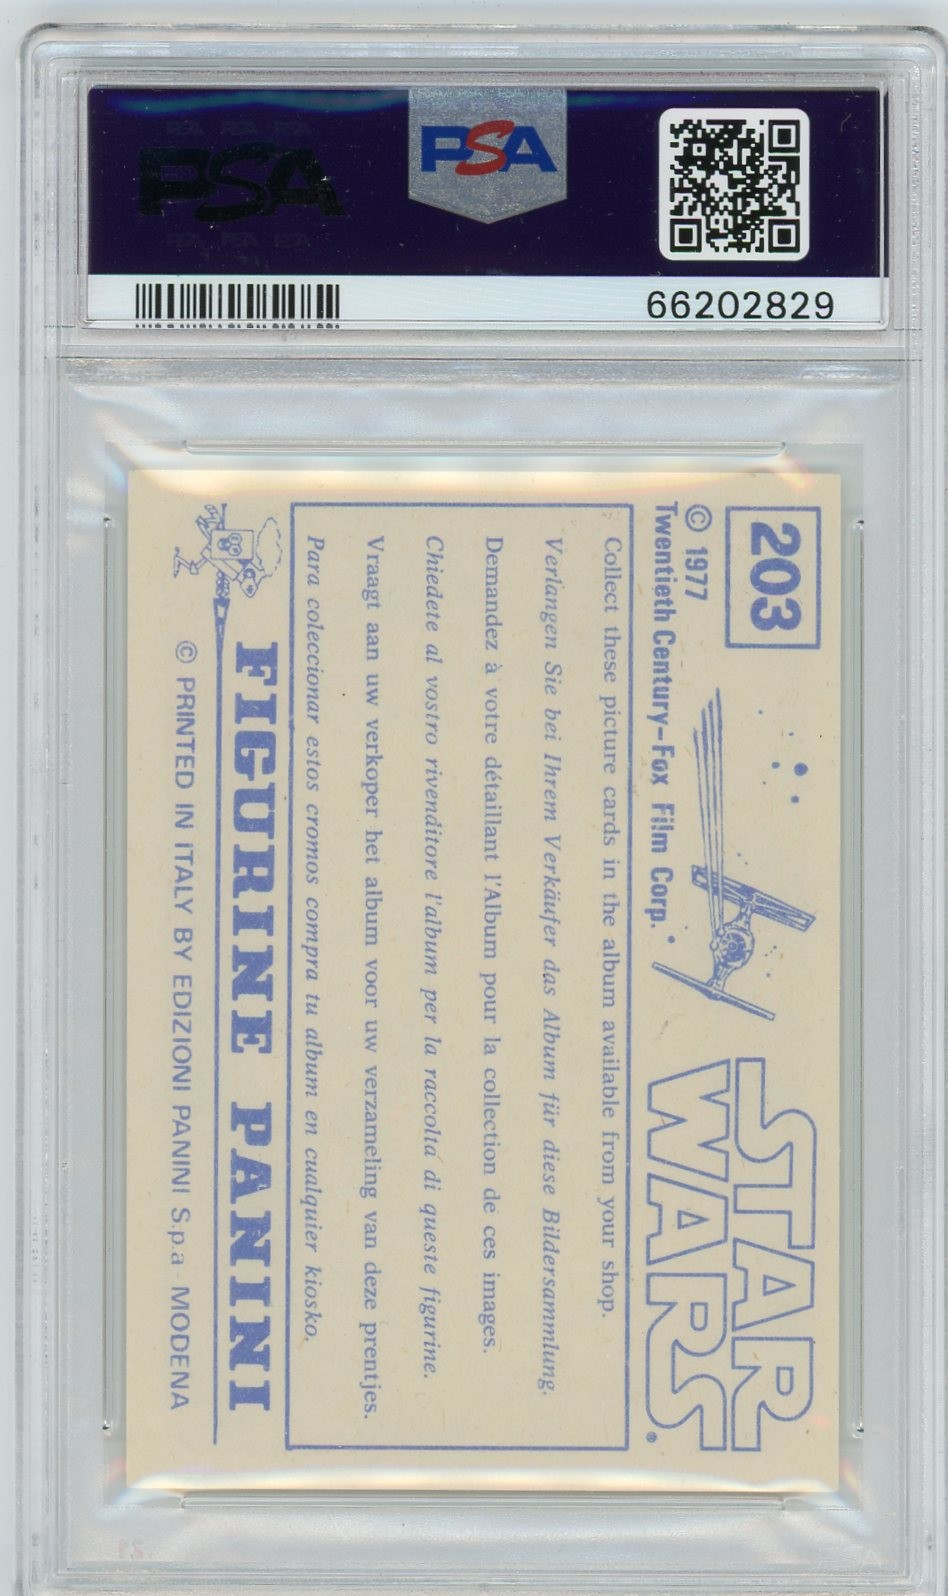 PSA
PSA
66202829
203
© 1977
Twentieth Century-Fox Film Corp.
STAR
WARS®
Collect these picture cards in the album available from your shop.
Verlangen Sie bei Ihrem Verkäufer das Album für diese Bildersammlung.
Demandez à votre détaillant l'Album pour la collection de ces images.
Chiedete al vostro rivenditore l'album per la raccolta di queste figurine.
Vraagt aan uw verkoper het album voor uw verzameling van deze prentjes.
Para coleccionar estos cromos compra tu album en cualquier kiosko.
FIGURINE PANINI
© PRINTED IN ITALY BY EDIZIONI PANINI S.p.a - MODENA